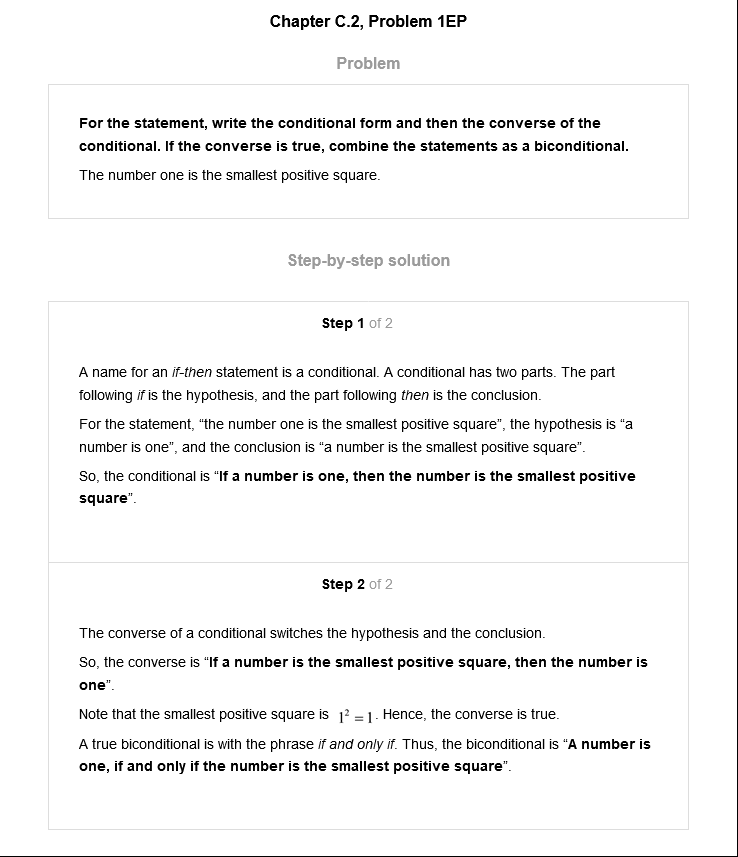 Chapter C.2, Problem 1EP
Problem
For the statement, write the conditional form and then the converse of the
conditional. If the converse is true, combine the statements as a biconditional.
The number one is the smallest positive square.
Step-by-step solution
Step 1 of 2
A name for an if-then statement is a conditional. A conditional has two parts. The part
following if is the hypothesis, and the part following then is the conclusion.
For the statement, “the number one is the smallest positive square”, the hypothesis is “a
number is one”, and the conclusion is “a number is the smallest positive square”.
So, the conditional is “If a number is one, then the number is the smallest positive
square”.
Step 2 of 2
The converse of a conditional switches the hypothesis and the conclusion.
So, the converse is “If a number is the smallest positive square, then the number is
one”.
Note that the smallest positive square is 1² = 1. Hence, the converse is true.
A true biconditional is with the phrase if and only if. Thus, the biconditional is “A number is
one, if and only if the number is the smallest positive square”.